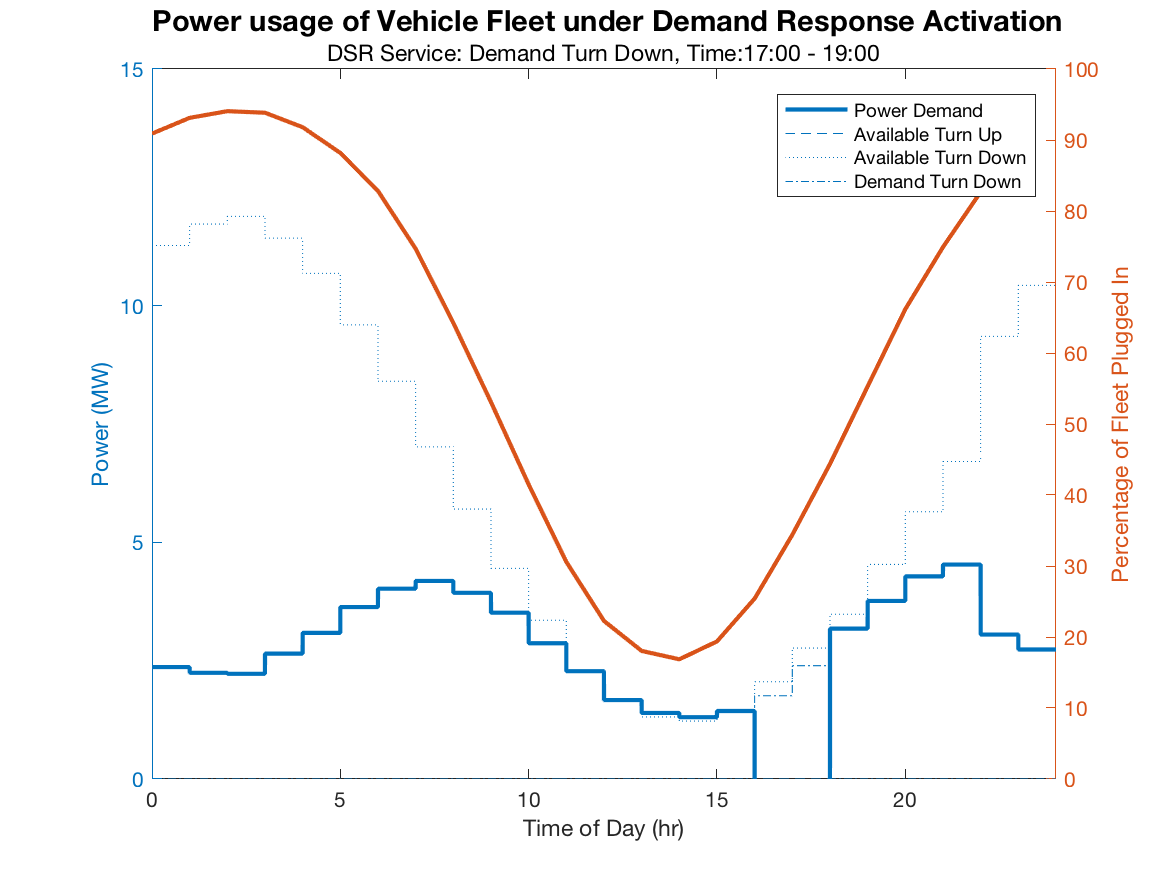 Power usage of Vehicle Fleet under Demand Response Activation
DSR Service: Demand Turn Down, Time:17:00 - 19:00
15
10
5
0
Power (MW)
Power Demand
Available Turn Up
Available Turn Down
Demand Turn Down
100
90
80
70
60
50
40
30
20
10
0
Percentage of Fleet Plugged In
0 5 10 15 20
Time of Day (hr)